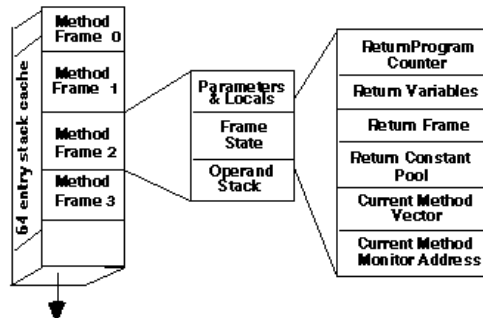 64 entry stack cache
Method
Frame 0
Method
Frame 1
Method
Frame 2
Method
Frame 3
Parameters
& Locals
Frame
State
Operand
Stack
ReturnProgram
Counter
Return Variables
Return Frame
Return Constant
Pool
Current Method
Vector
Current Method
Monitor Address